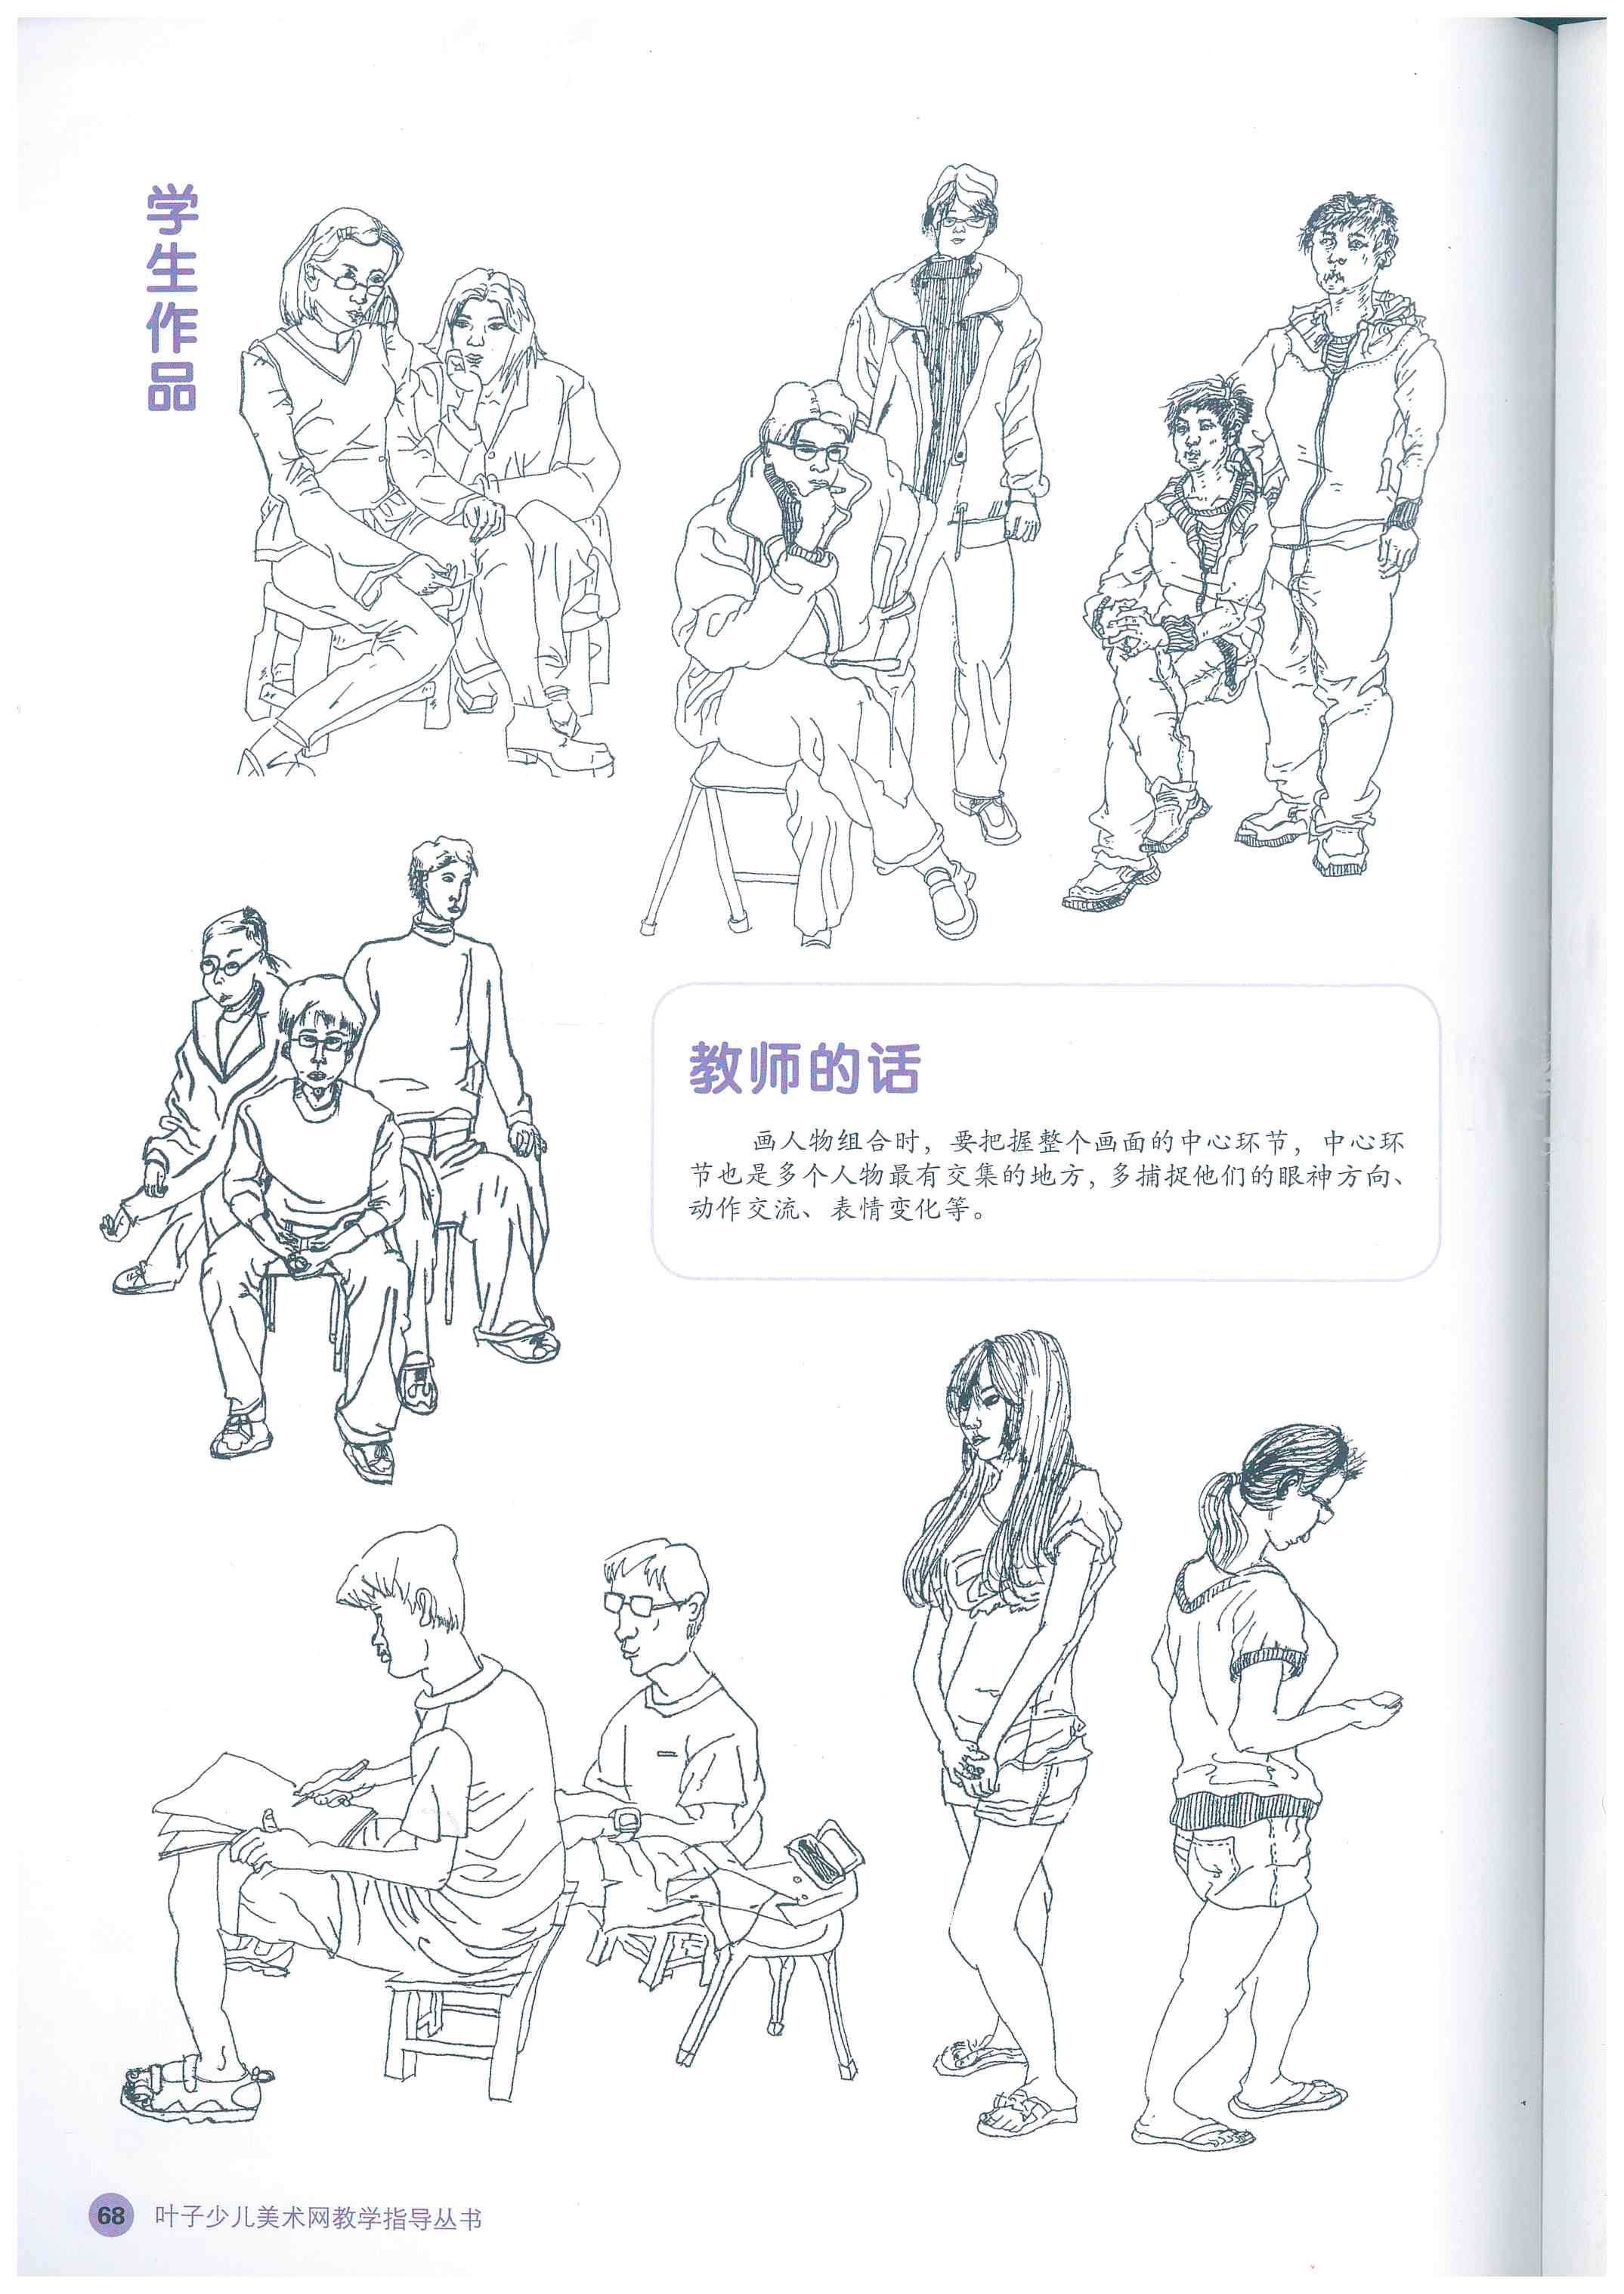 学生作品
教师的话
画人物组合时，要把握整个画面的中心环节，中心环
节也是多个人物最有交集的地方，多捕捉他们的眼神方向、
动作交流、表情变化等。
68 叶子少儿美术网教学指导丛书